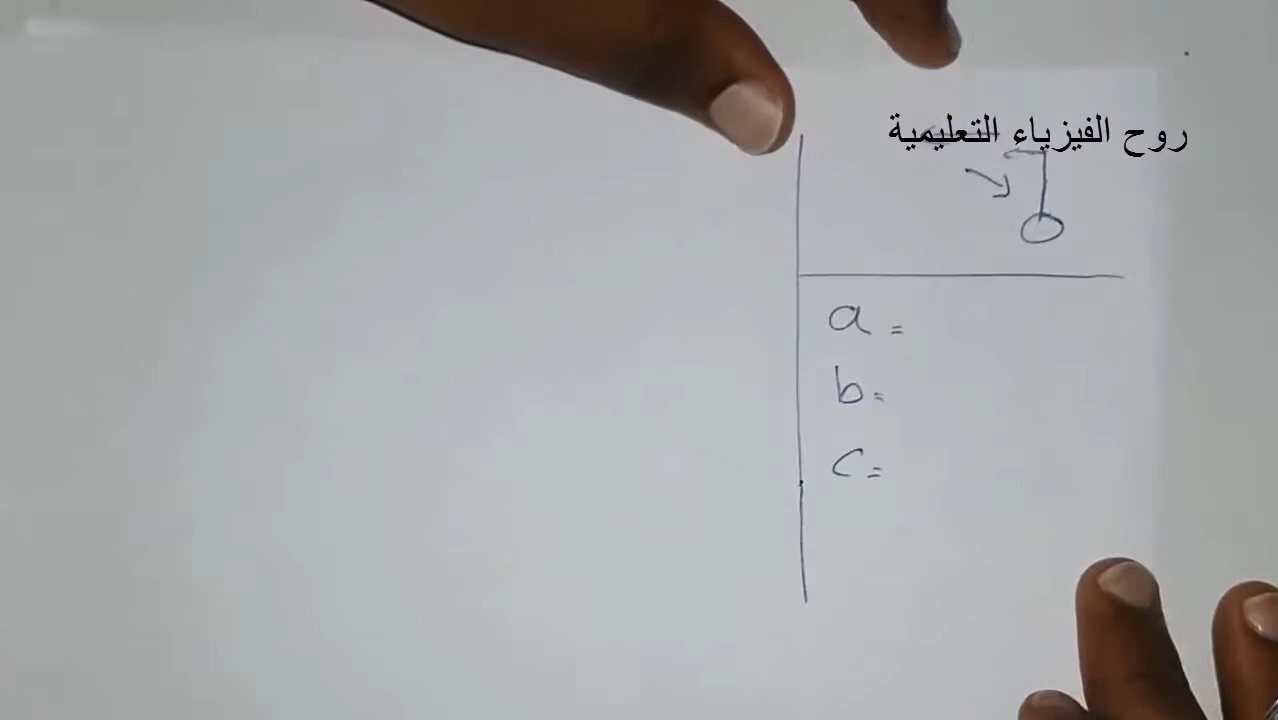 روح الفيزياء التعليمية
a =
b =
c =